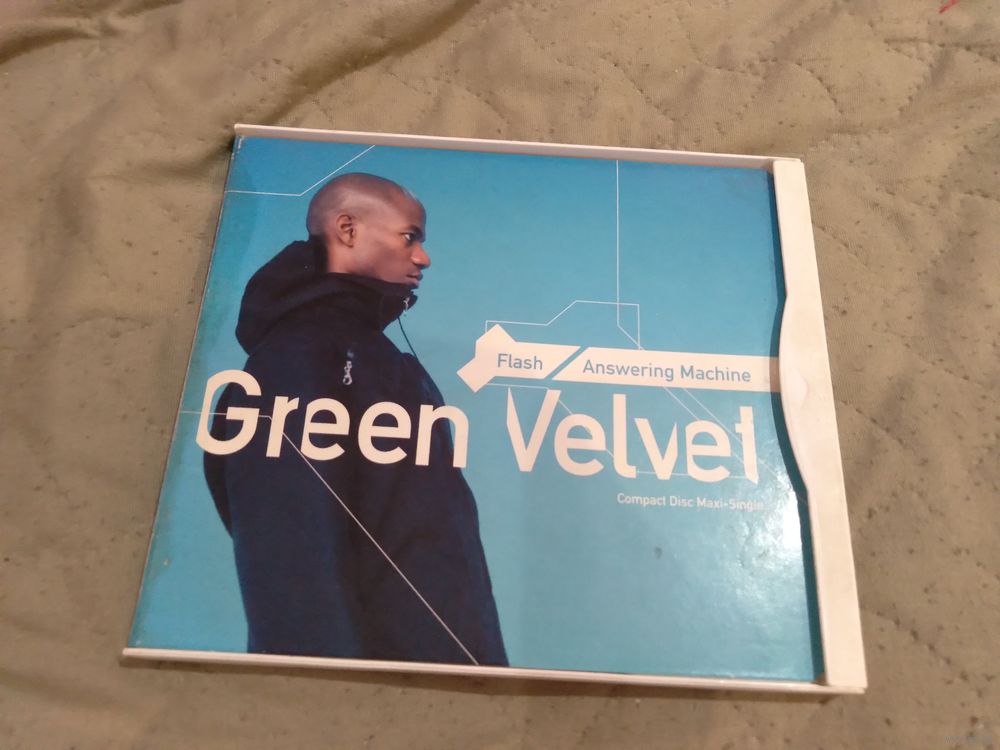 Flash / Answering Machine
Green Velvet
Compact Disc Maxi-Single